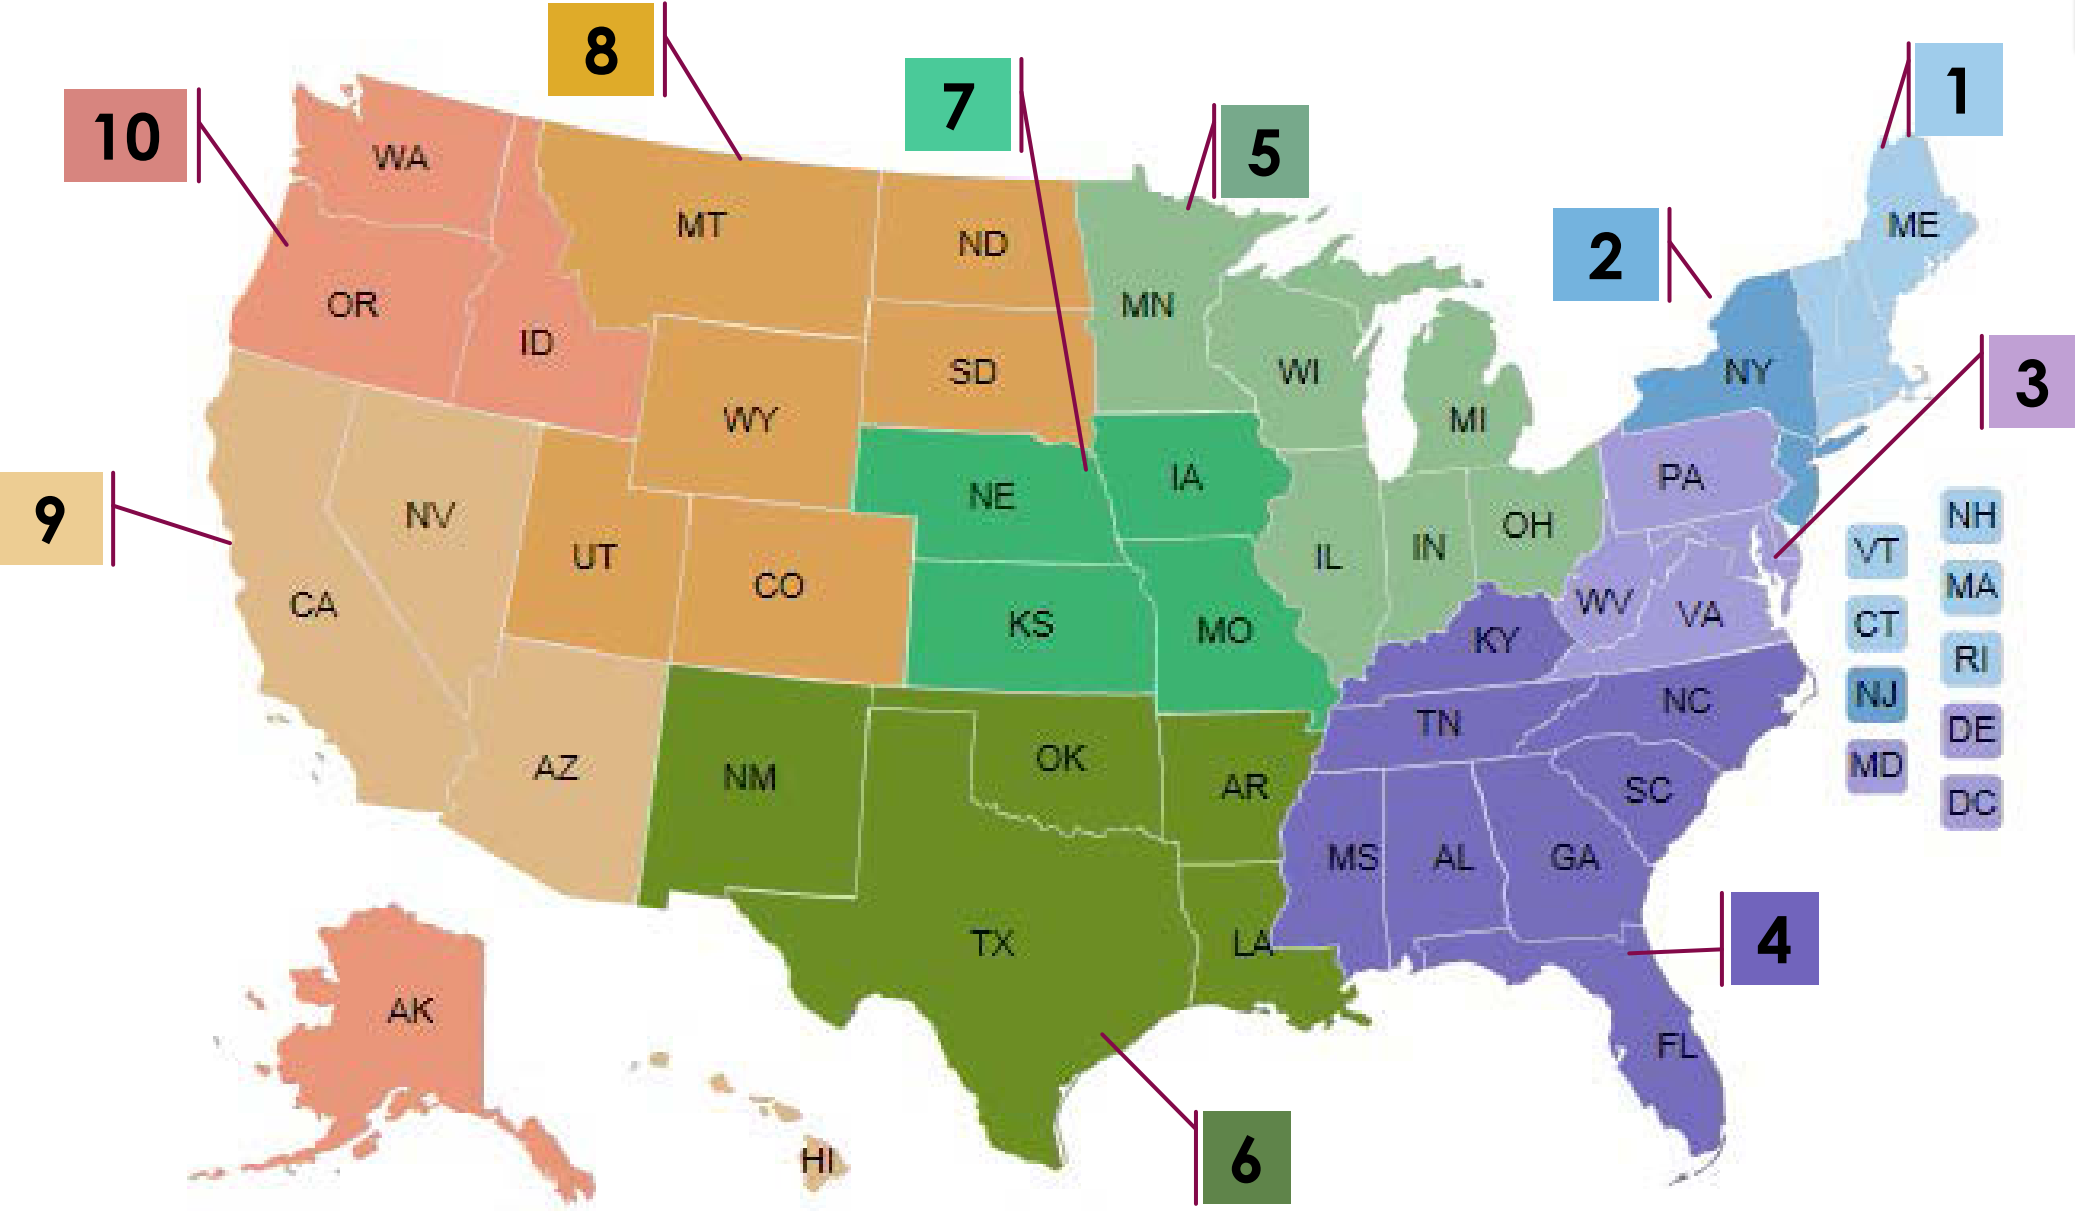 8
7
1
10
5
WA
MT
ME
ND
2
OR
MN
ID
SD
WI
NY
3
WY
MI
PA
IA
NE
9
NV
NH
OH
UT
IL
IN
VT
CO
MA
CA
WV
VA
KS
MO
CT
KY
RI
NC
NJ
TN
DE
OK
MD
AZ
NM
AR
SC
DC
MS
AL
GA
TX
LA
4
AK
FL
HI
6